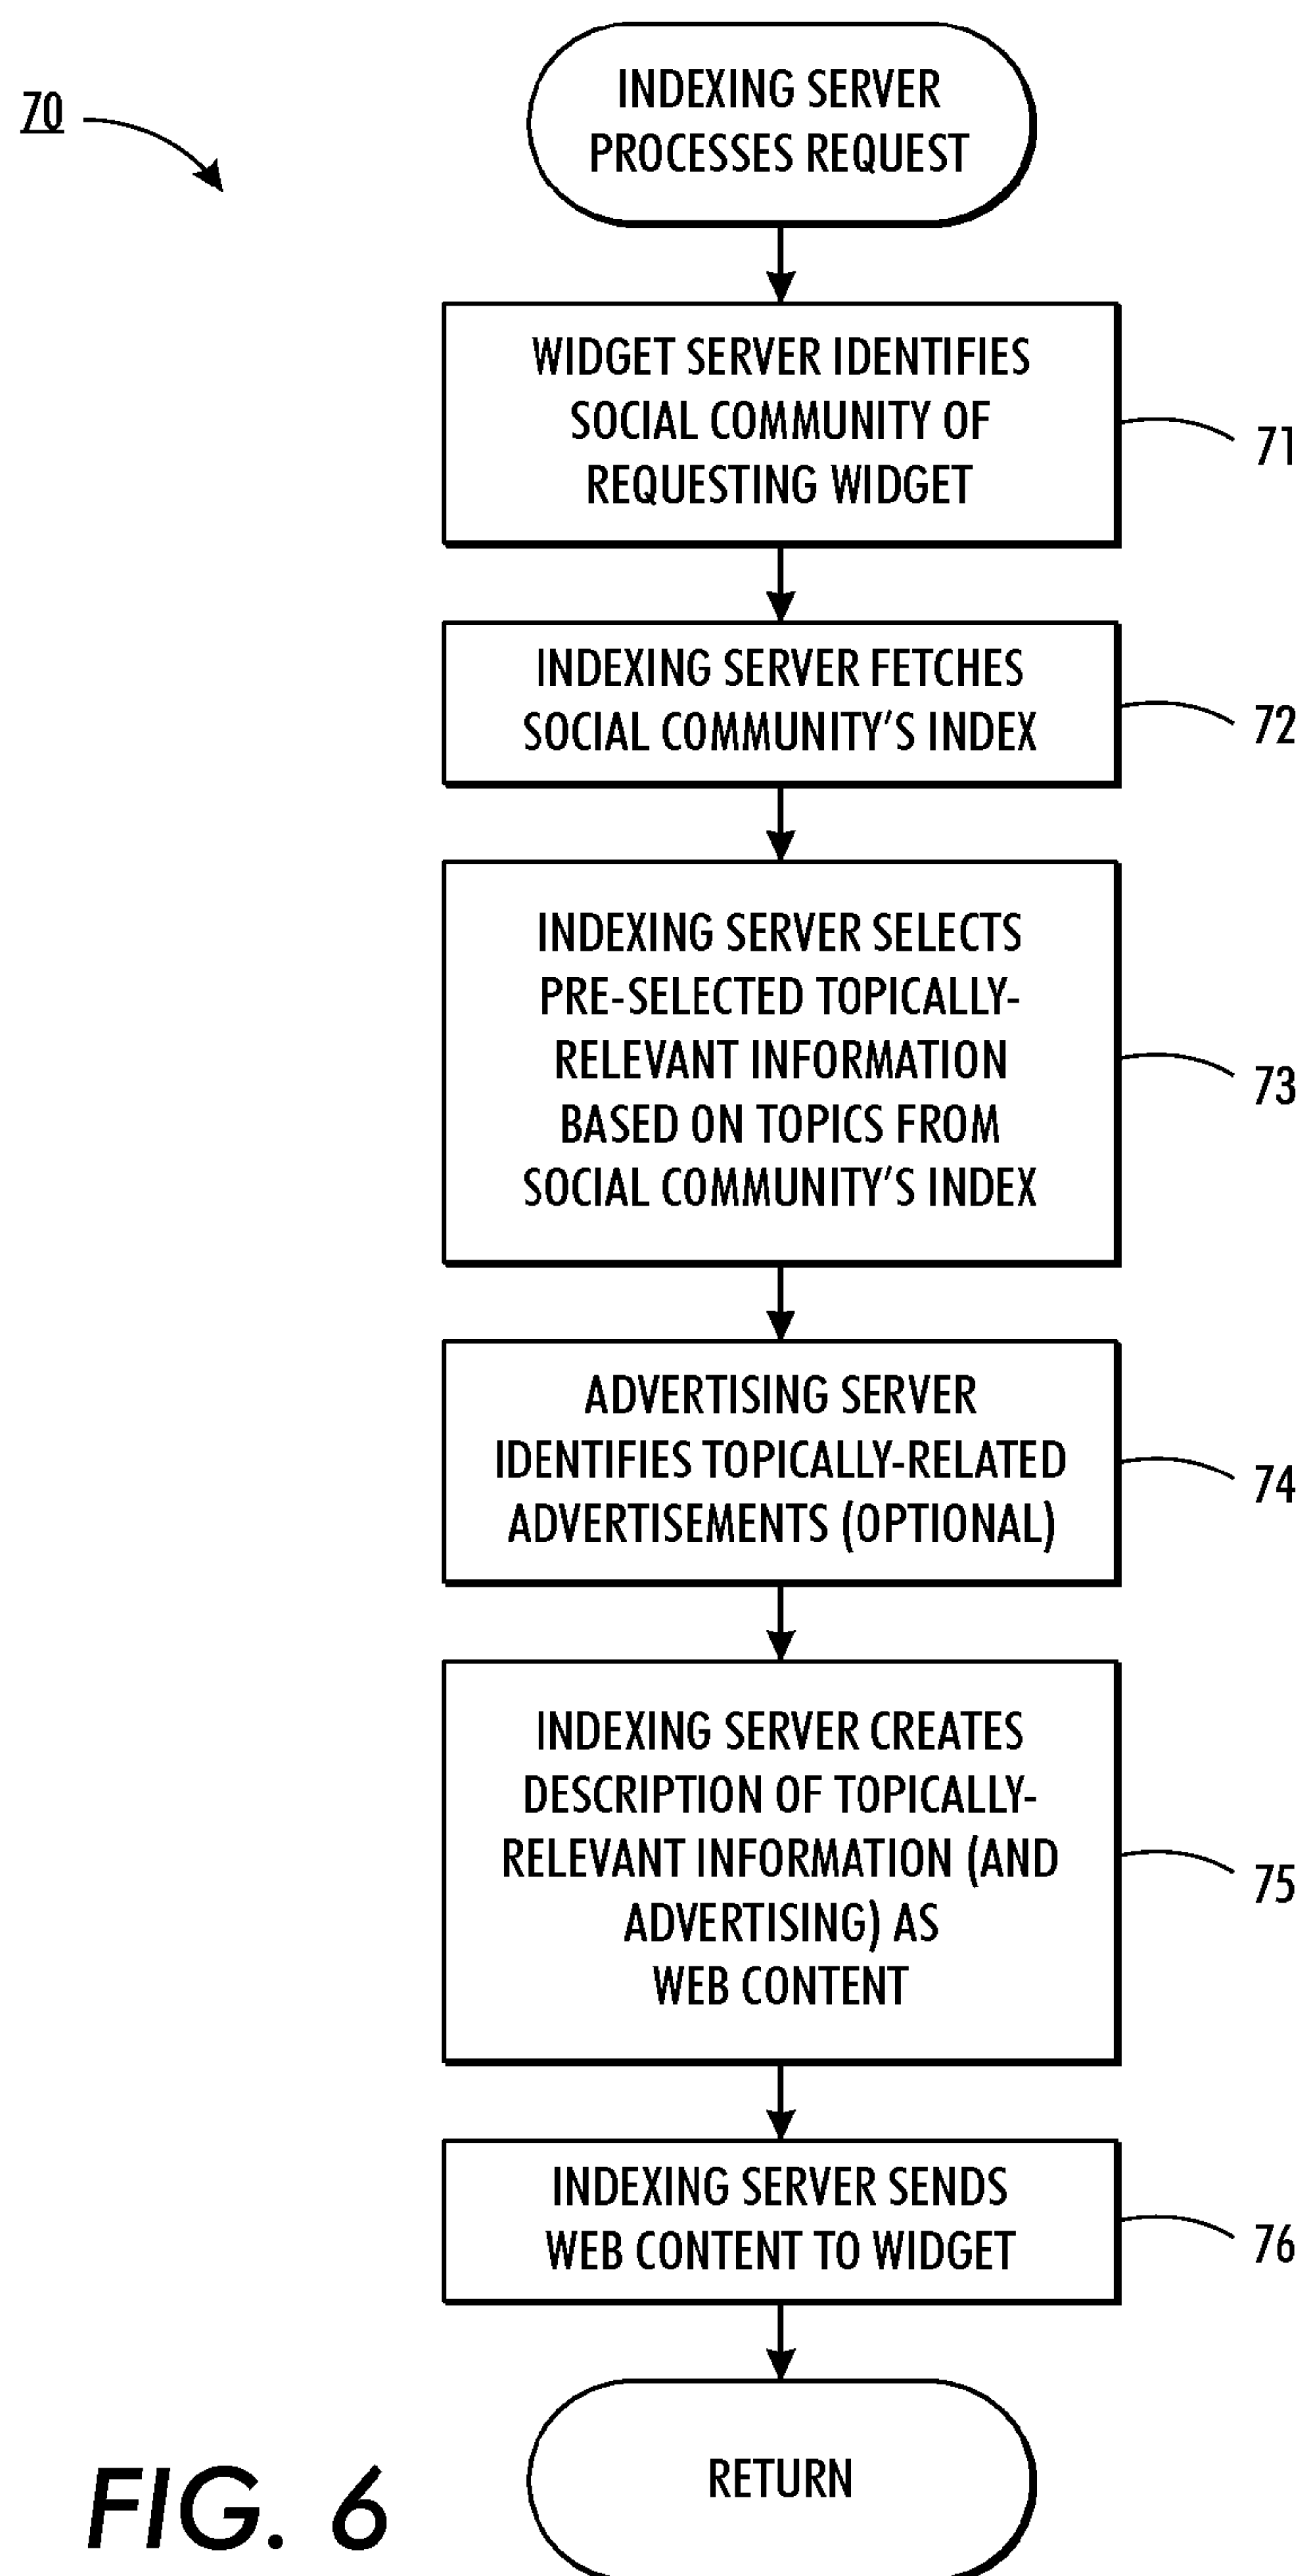 70
INDEXING SERVER
PROCESSES REQUEST
WIDGET SERVER IDENTIFIES
SOCIAL COMMUNITY OF
REQUESTING WIDGET
71
INDEXING SERVER FETCHES
SOCIAL COMMUNITY'S INDEX
72
INDEXING SERVER SELECTS
PRE-SELECTED TOPICALLY-
RELEVANT INFORMATION
BASED ON TOPICS FROM
SOCIAL COMMUNITY'S INDEX
73
ADVERTISING SERVER
IDENTIFIES TOPICALLY-RELATED
ADVERTISEMENTS (OPTIONAL)
74
INDEXING SERVER CREATES
DESCRIPTION OF TOPICALLY-
RELEVANT INFORMATION (AND
ADVERTISING) AS
WEB CONTENT
75
INDEXING SERVER SENDS
WEB CONTENT TO WIDGET
76
RETURN
FIG. 6